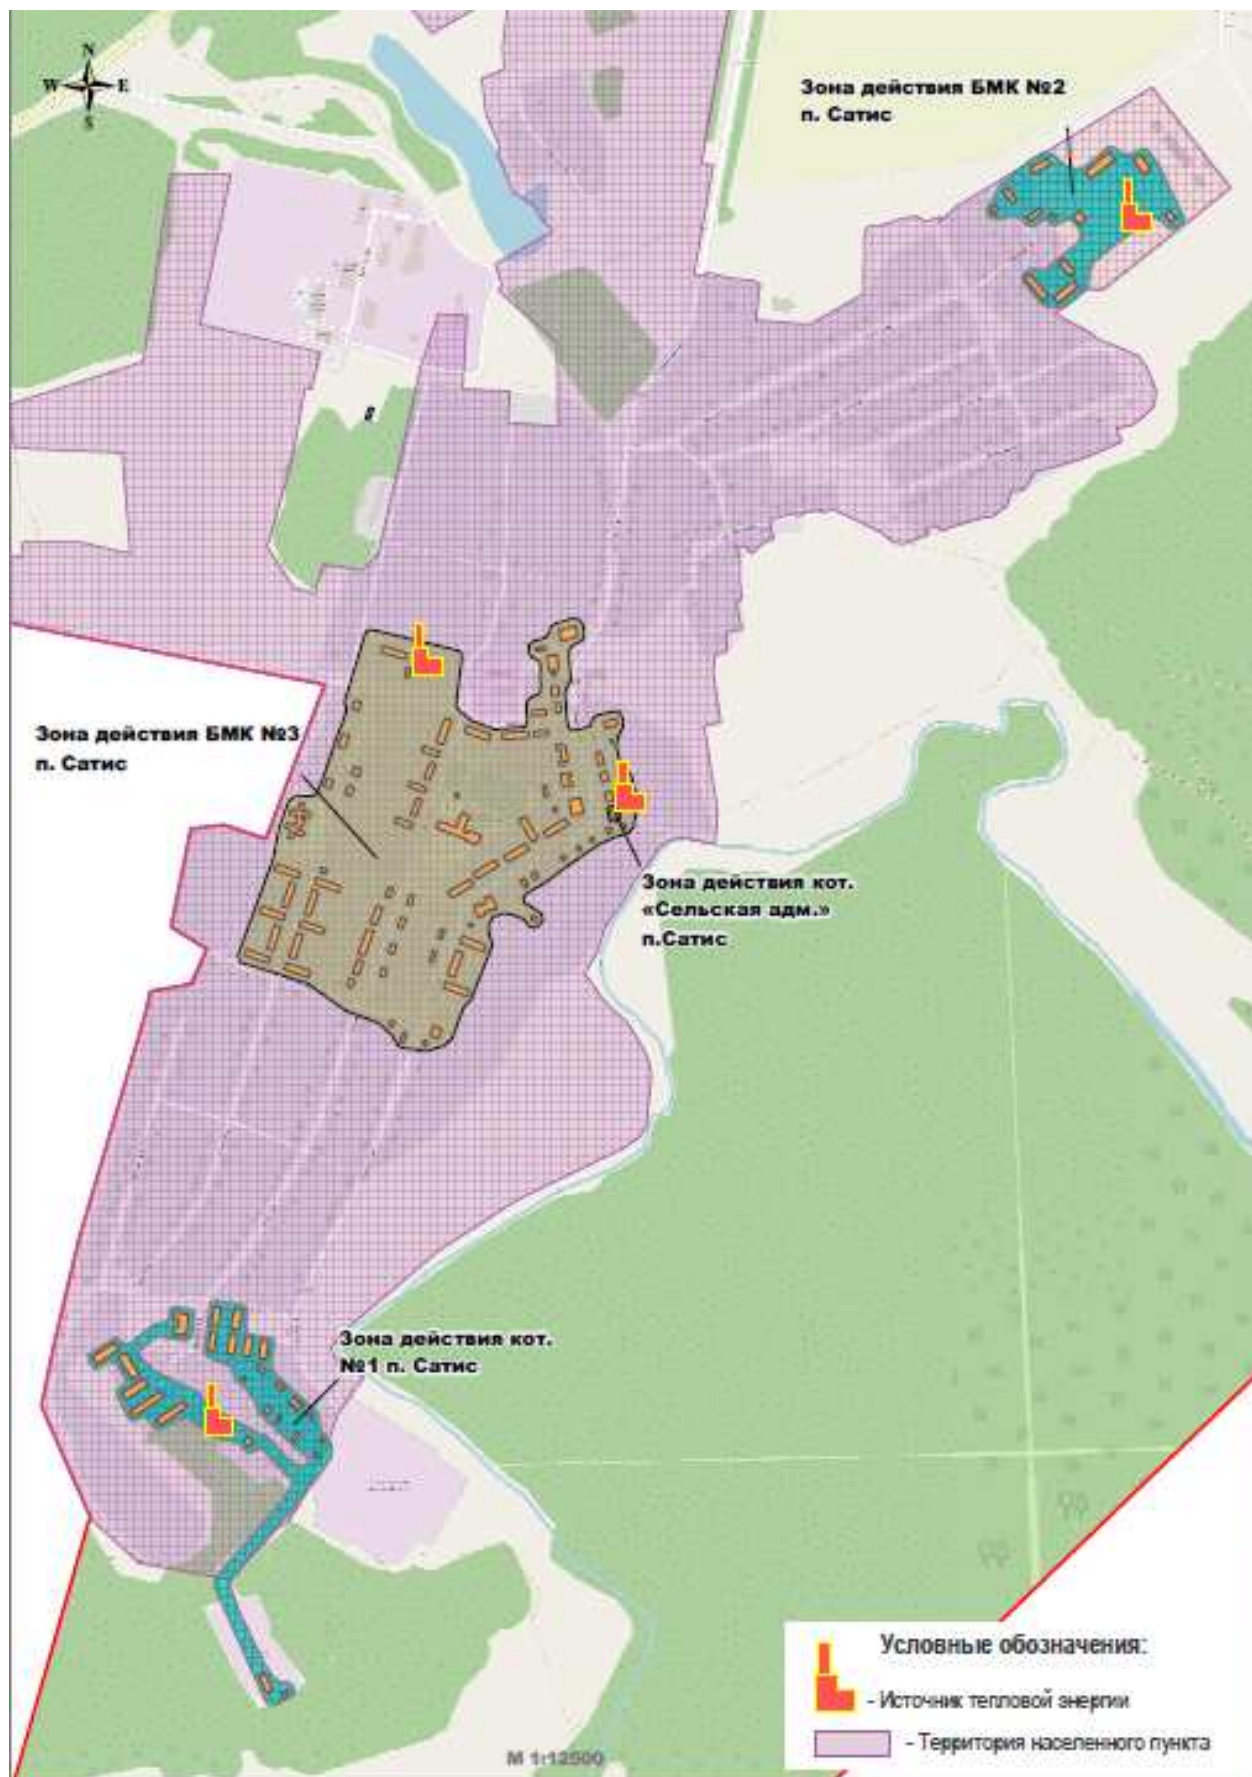 N
W E
S
Зона действия БМК №2
п. Сатис
Зона действия БМК №3
п. Сатис
Зона действия кот.
«Сельская адм.»
п.Сатис
Зона действия кот.
№1 п. Сатис
Условные обозначения:
- Источник тепловой энергии
- Территория населенного пункта
М 1:12500